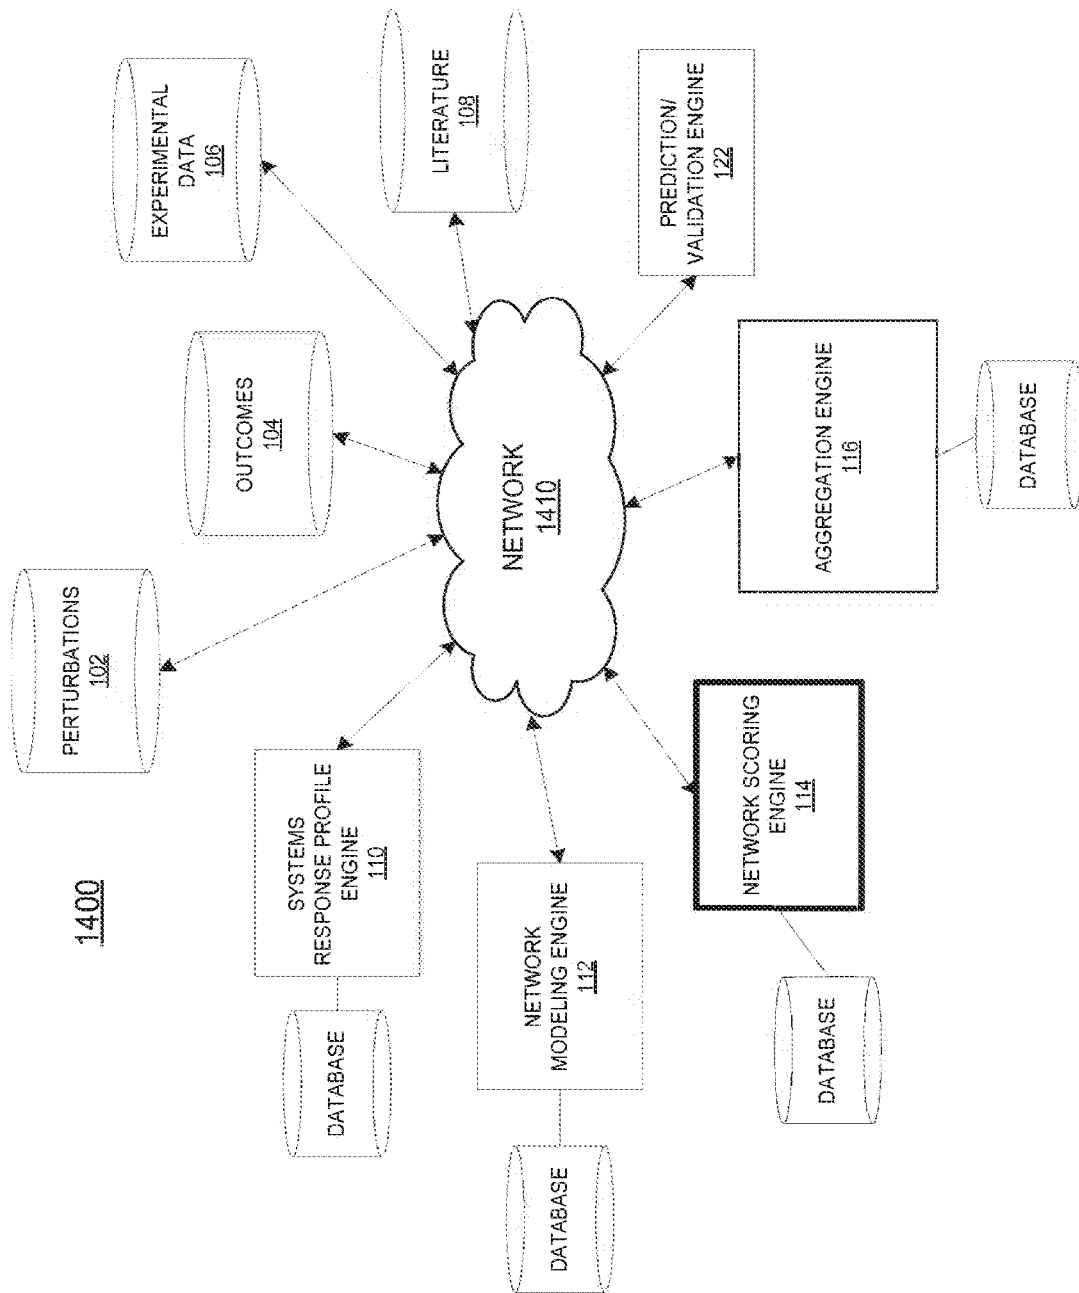 1400
PERTURBATIONS
102
OUTCOMES
104
EXPERIMENTAL
DATA
106
LITERATURE
108
SYSTEMS
RESPONSE PROFILE
ENGINE
110
DATABASE
NETWORK
1410
NETWORK
MODELING ENGINE
112
DATABASE
NETWORK SCORING
ENGINE
114
DATABASE
AGGREGATION ENGINE
116
DATABASE
PREDICTION/
VALIDATION ENGINE
122